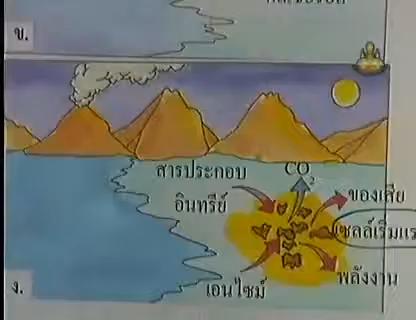 ข.
สารประกอบ
อินทรีย์
CO₂
ของเสีย
เซลล์เริ่มแร
พลังงาน
เอนไซม์
ง.